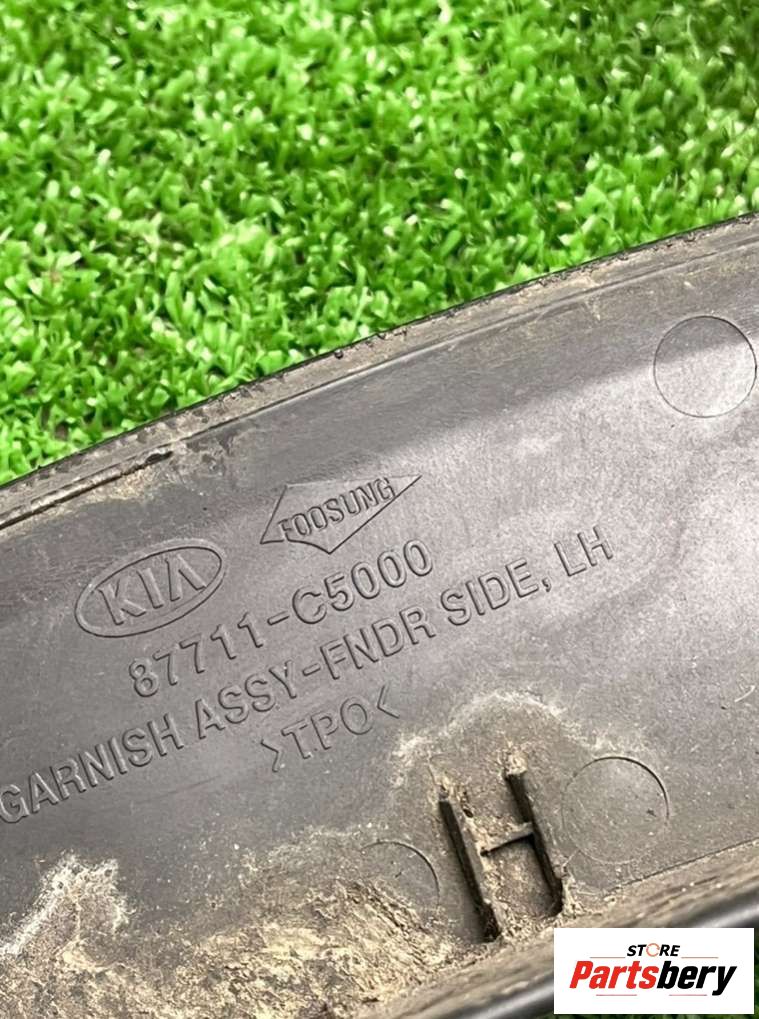 FOOSUNG
KIA
87711-C5000
GARNISH ASSY-FNDR SIDE, LH
>TPO<
STORE
Partsbery